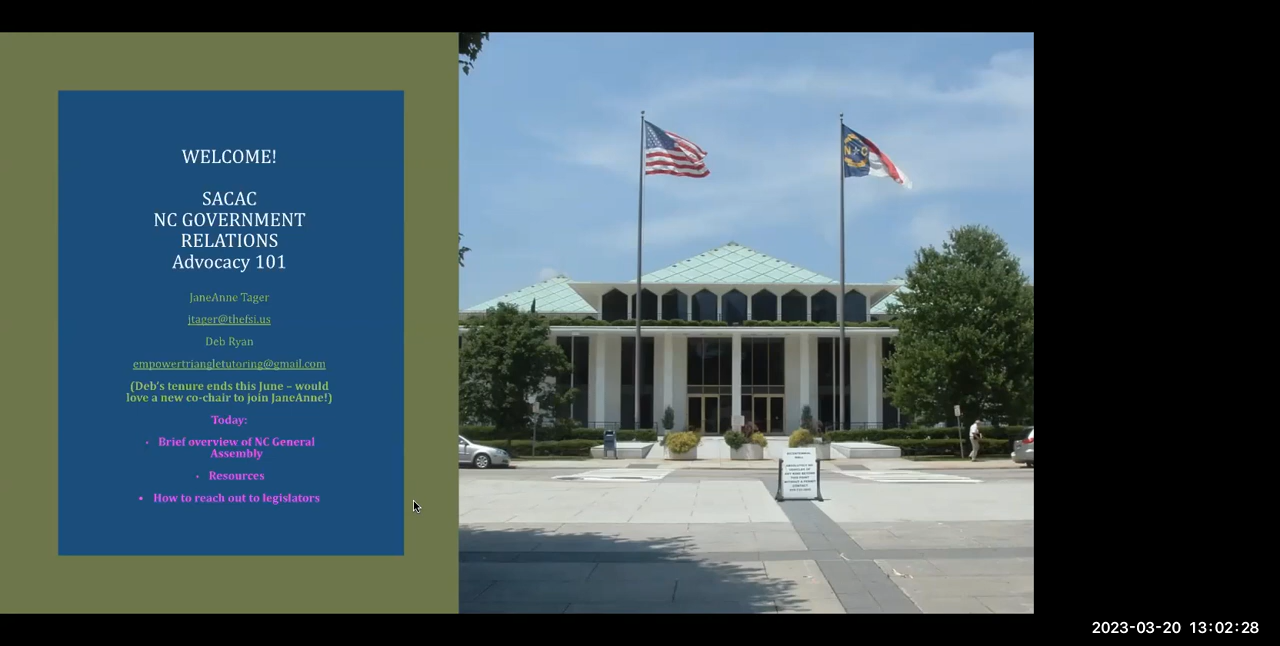 WELCOME!
SACAC
NC GOVERNMENT
RELATIONS
Advocacy 101
JaneAnne Tager
jtager@thefsi.us
Deb Ryan
empowertriangletutoring@gmail.com
(Deb's tenure ends this June – would
love a new co-chair to join JaneAnne!)
Today:
• Brief overview of NC General
Assembly
• Resources
• How to reach out to legislators
N C
2023-03-20 13:02:28